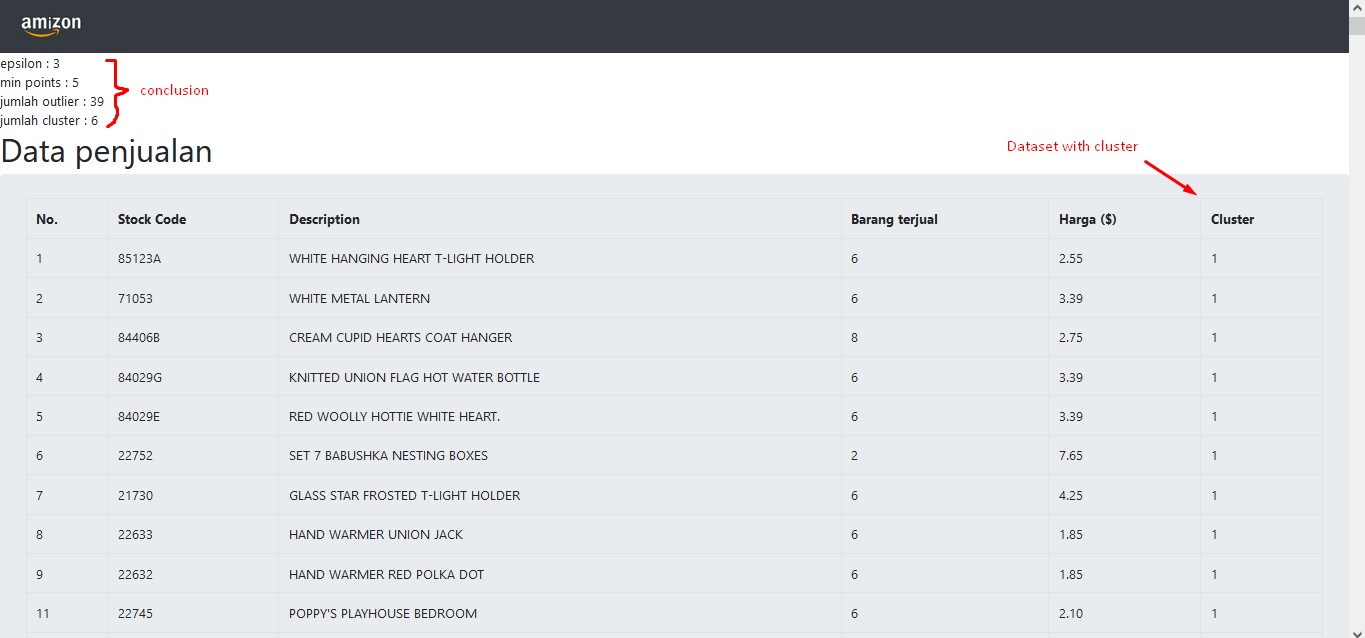 amizon
epsilon : 3
min points : 5
jumlah outlier : 39
jumlah cluster : 6
conclusion
Data penjualan
Dataset with cluster
No. Stock Code Description Barang terjual Harga ($) Cluster
1 85123A WHITE HANGING HEART T-LIGHT HOLDER 6 2.55 1
2 71053 WHITE METAL LANTERN 6 3.39 1
3 84406B CREAM CUPID HEARTS COAT HANGER 8 2.75 1
4 84029G KNITTED UNION FLAG HOT WATER BOTTLE 6 3.39 1
5 84029E RED WOOLLY HOTTIE WHITE HEART. 6 3.39 1
6 22752 SET 7 BABUSHKA NESTING BOXES 2 7.65 1
7 21730 GLASS STAR FROSTED T-LIGHT HOLDER 6 4.25 1
8 22633 HAND WARMER UNION JACK 6 1.85 1
9 22632 HAND WARMER RED POLKA DOT 6 1.85 1
11 22745 POPPY'S PLAYHOUSE BEDROOM 6 2.10 1